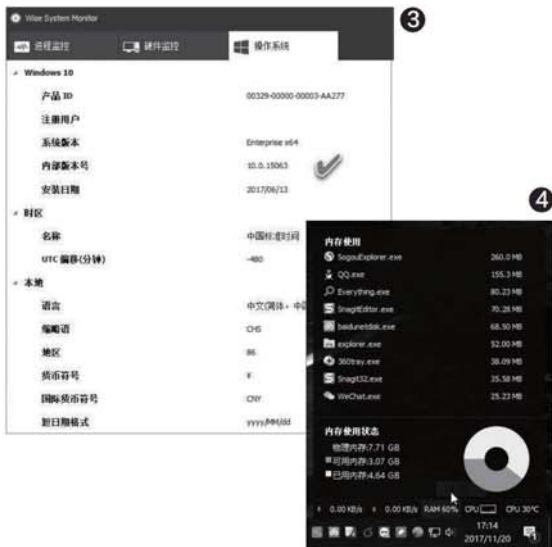 Wise System Monitor
❸
进程监控 硬件监控 操作系统
Windows 10
产品 ID 00329-00000-00003-AA277
注册用户
系统版本 Enterprise x64
内部版本号 10.0.15063
安装日期 2017/06/13
时区
名称 中国标准时间
UTC 偏移(分钟) -480
本地
语言 中文(简体,中
缩略语 CHS
地区 86
货币符号 ¥
国际货币符号 CNY
短日期格式 yyyy/MM/dd
❹
内存使用
SogouExplorer.exe 260.0 MB
QQ.exe 155.3 MB
Everything.exe 80.23 MB
SnagitEditor.exe 70.28 MB
baidunetdisk.exe 68.50 MB
explorer.exe 52.00 MB
360tray.exe 38.09 MB
Snagit32.exe 35.58 MB
WeChat.exe 25.23 MB
内存使用状态
物理内存:7.71 GB
可用内存:3.07 GB
已用内存:4.64 GB
0.00 KB/s 0.00 KB/s RAM 60% CPU CPU 30°C
17:14
2017/11/20